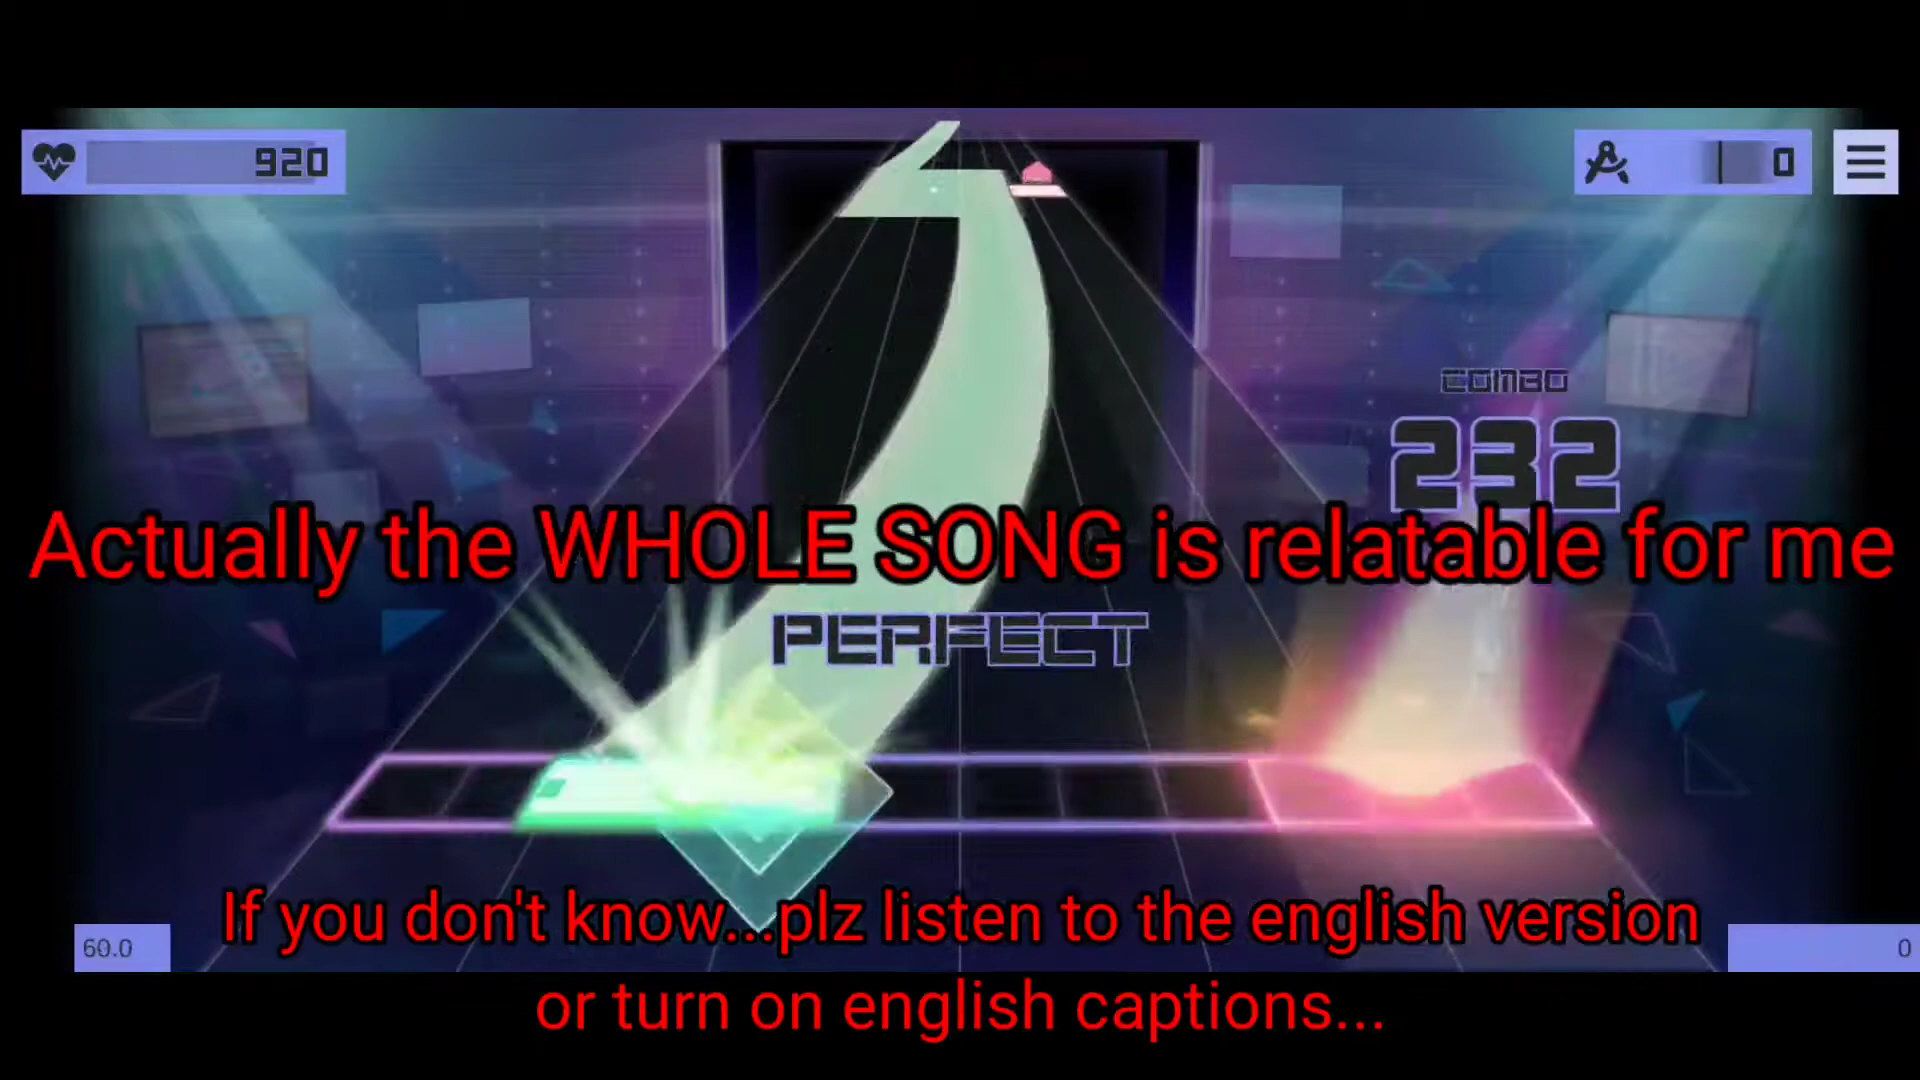 920
0
COMBO
232
Actually the WHOLE SONG is relatable for me
PERFECT
If you don't know...plz listen to the english version
60.0
0
or turn on english captions...